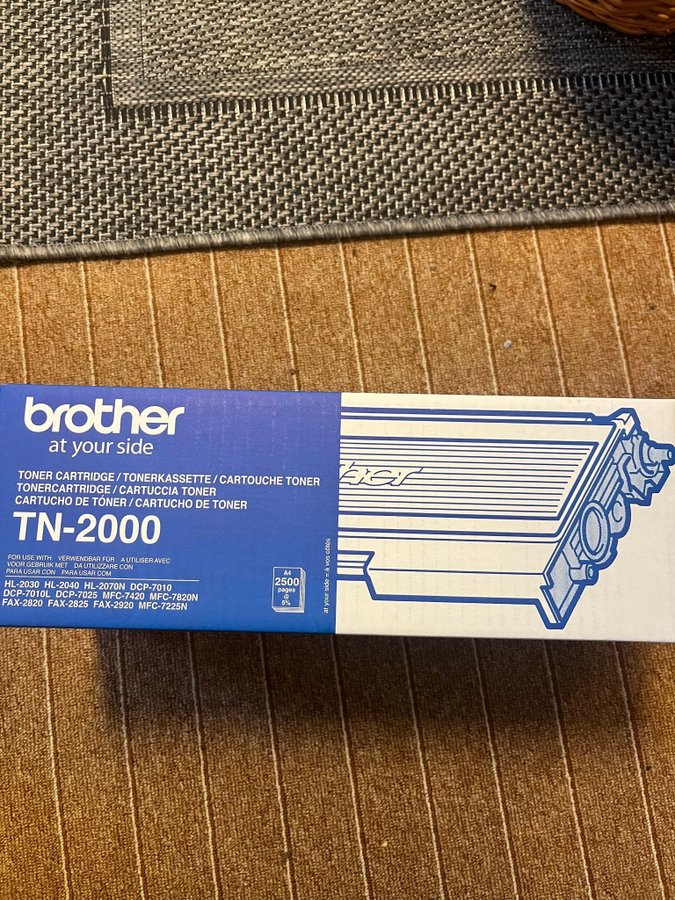 brother
at your side
TONER CARTRIDGE / TONERKASSETTE / CARTOUCHE TONER
TONERCARTRIDGE / CARTUCCIA TONER
CARTUCHO DE TÓNER / CARTUCHO DE TONER
TN-2000
FOR USE WITH VERWENDBAR FÜR A UTILISER AVEC
VOOR GEBRUIK MET DA UTILIZZARE CON
PARA USAR CON PARA USAR COM
HL-2030 HL-2040 HL-2070N DCP-7010
DCP-7010L DCP-7025 MFC-7420 MFC-7820N
FAX-2820 FAX-2825 FAX-2920 MFC-7225N
A4
2500
pages
@
5%
at your side = à vos côtés